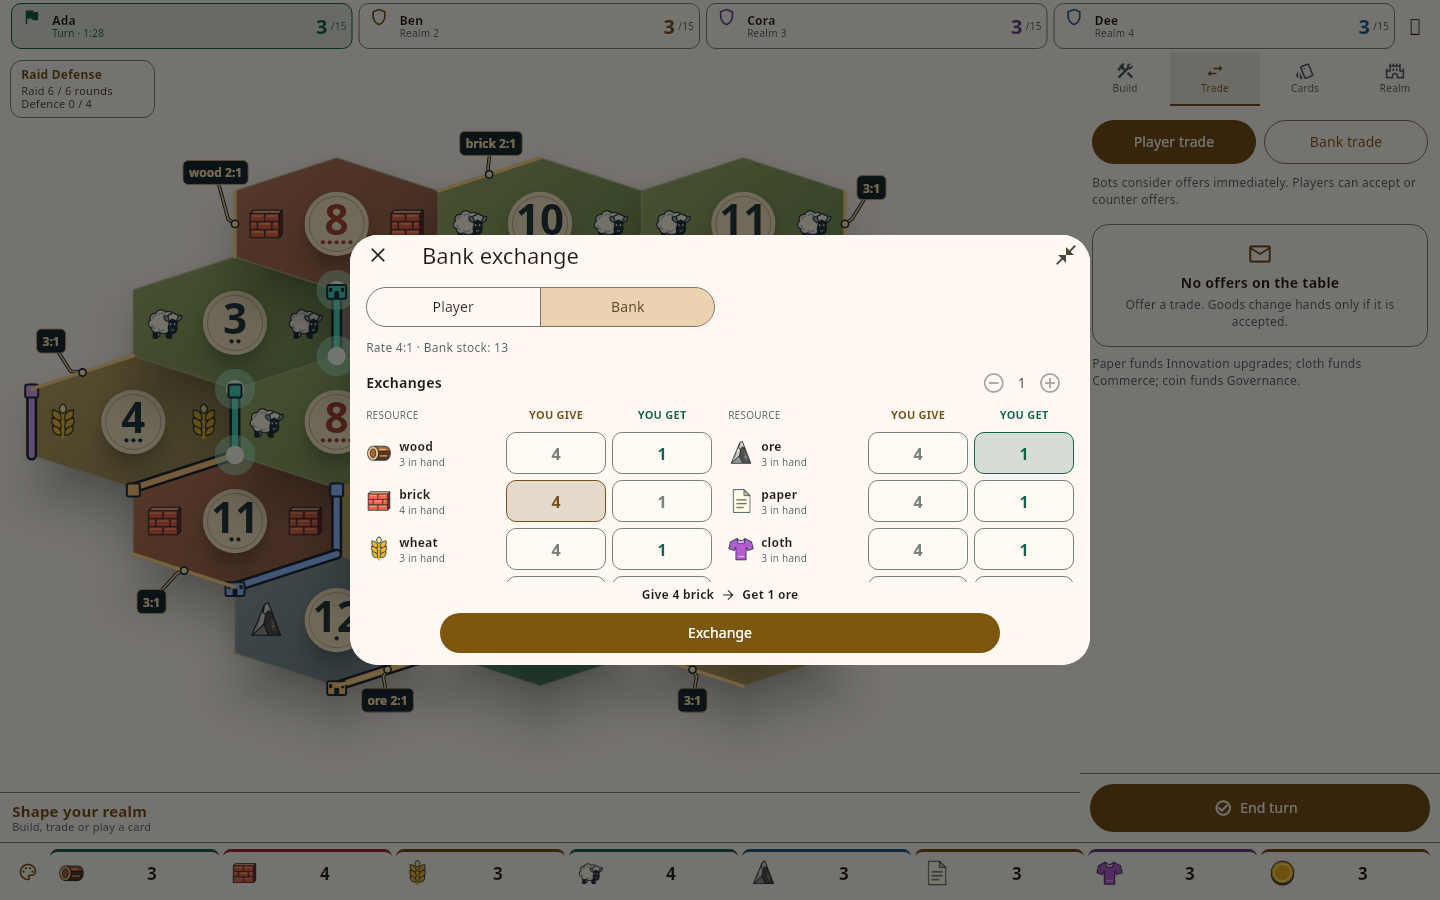 Ada
Turn · 1:28
3 /15
Ben
Realm 2
3 /15
Cora
Realm 3
3 /15
Dee
Realm 4
3 /15
Raid Defense
Raid 6 / 6 rounds
Defence 0 / 4
Build
Trade
Cards
Realm
Player trade
Bank trade
Bots consider offers immediately. Players can accept or
counter offers.
No offers on the table
Offer a trade. Goods change hands only if it is
accepted.
Paper funds Innovation upgrades; cloth funds
Commerce; coin funds Governance.
brick 2:1
wood 2:1
3:1
8
10
11
3
3:1
4
8
11
3:1
12
ore 2:1
3:1
Bank exchange
Player
Bank
Rate 4:1 · Bank stock: 13
Exchanges
1
RESOURCE YOU GIVE YOU GET RESOURCE YOU GIVE YOU GET
wood
3 in hand
4
1
ore
3 in hand
4
1
brick
4 in hand
4
1
paper
3 in hand
4
1
wheat
3 in hand
4
1
cloth
3 in hand
4
1
Give 4 brick → Get 1 ore
Exchange
End turn
Shape your realm
Build, trade or play a card
3
4
3
4
3
3
3
3